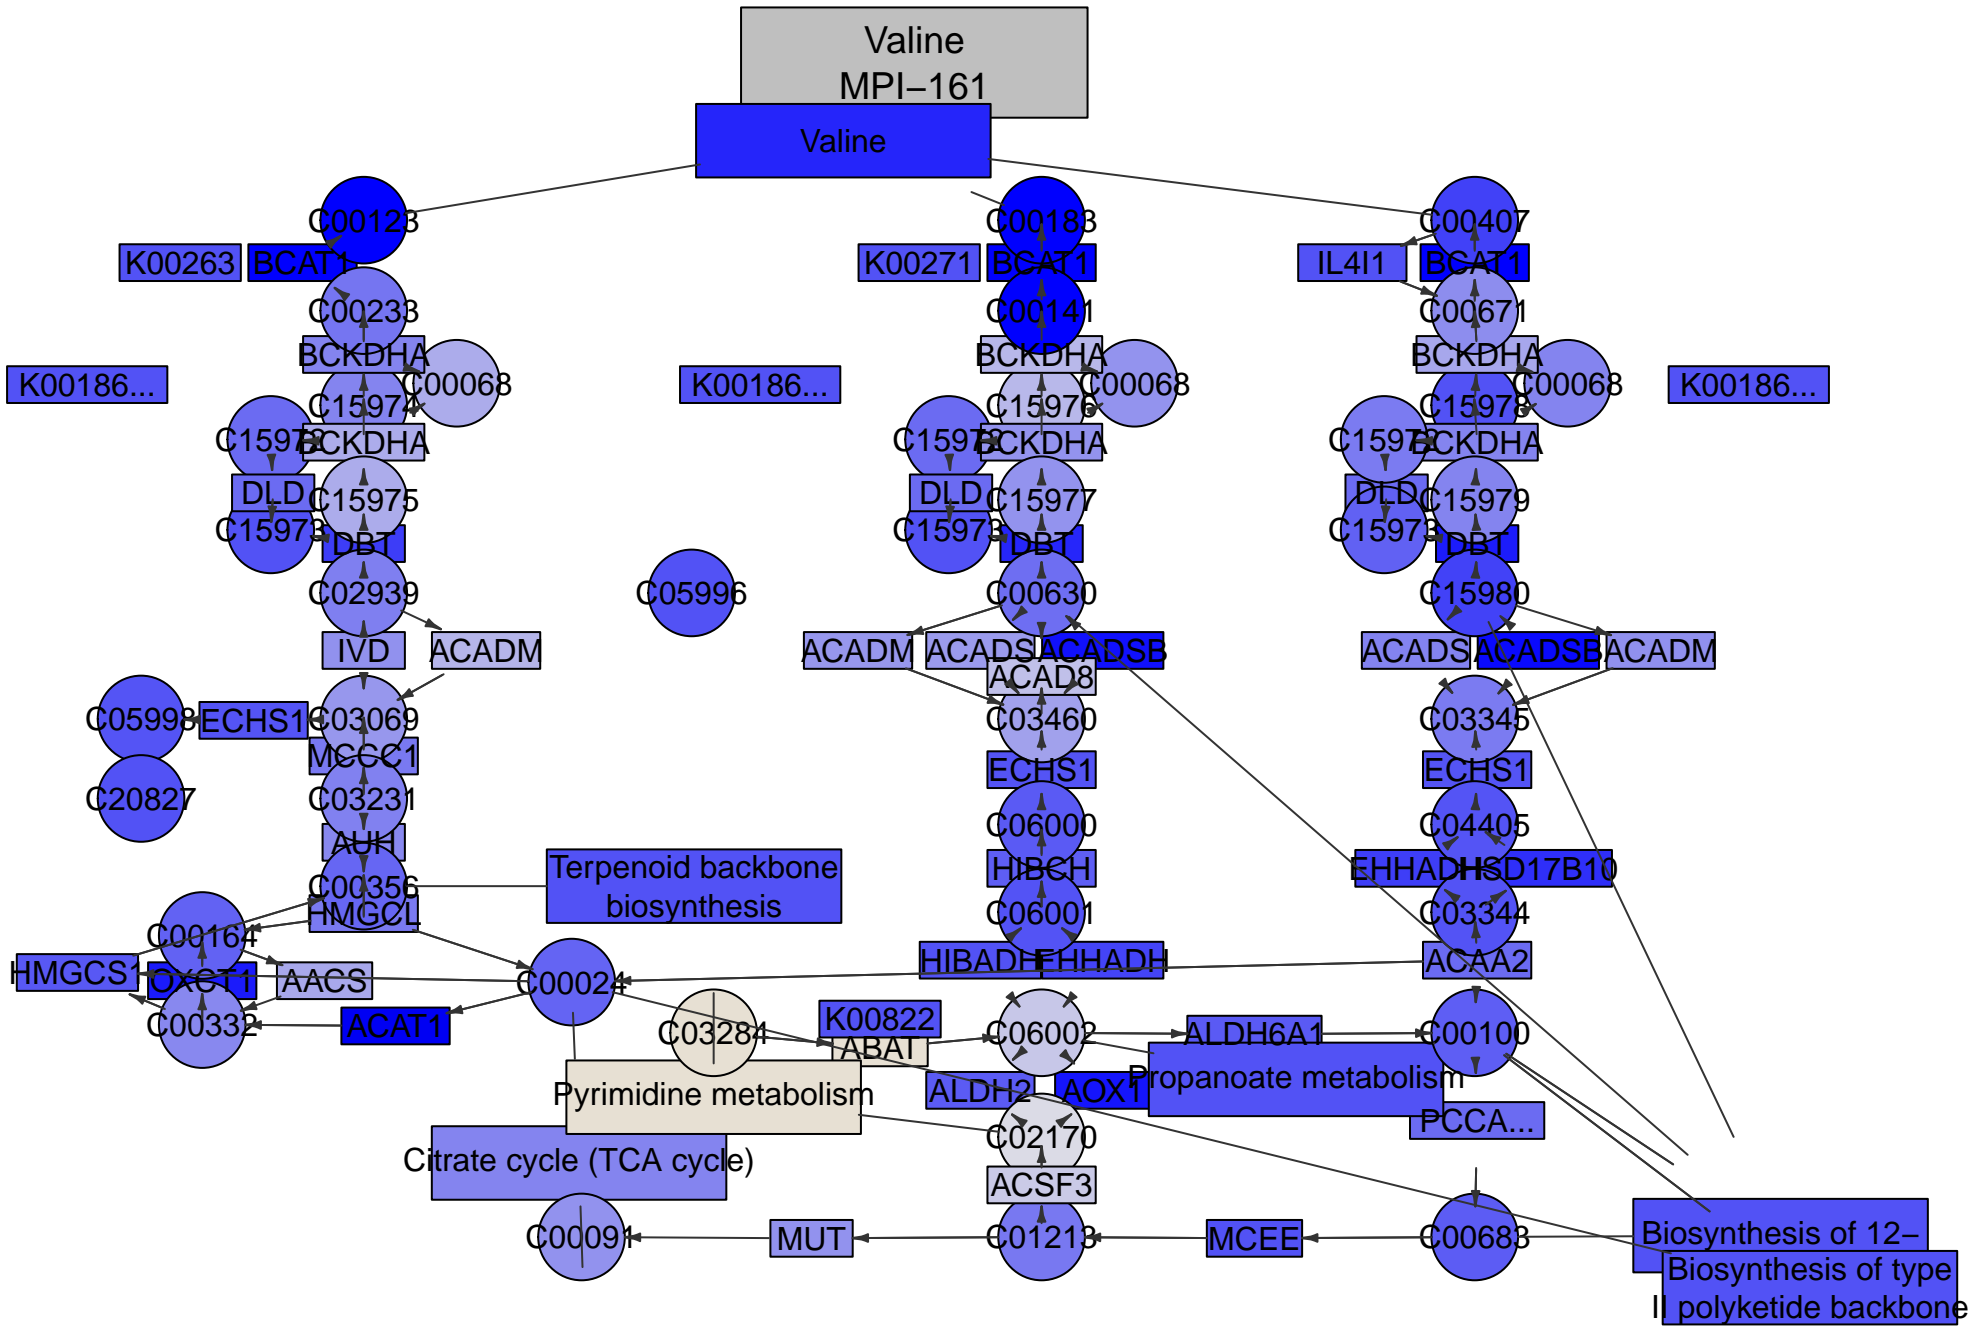 Valine
MPI−161
Valine
C00123
C00183
C00407
K00263
BCAT1
K00271
BCAT1
IL4I1
BCAT1
C00233
C00141
C00671
BCKDHA
BCKDHA
BCKDHA
K00186...
C00068
K00186...
C00068
C00068
K00186...
C15974
C15976
C15978
C15972
BCKDHA
C15972
BCKDHA
C15972
BCKDHA
DLD
C15975
DLD
C15977
DLD
C15979
C15973
DBT
C15973
DBT
C15973
DBT
C02939
C05996
C00630
C15980
IVD
ACADM
ACADM
ACADS
ACADSB
ACADS
ACADSB
ACADM
ACAD8
C05998
ECHS1
C03069
C03460
C03345
MCCC1
ECHS1
ECHS1
C20827
C03231
C06000
C04405
AUH
Terpenoid backbone
biosynthesis
HIBCH
EHHADH
HSD17B10
C00356
HMGCL
C06001
C03344
C00164
HMGCS1
OXCT1
AACS
C00024
HIBADH
EHHADH
ACAA2
C00332
ACAT1
C03284
K00822
ABAT
C06002
ALDH6A1
C00100
Pyrimidine metabolism
ALDH2
AOX1
Propanoate metabolism
PCCA...
C02170
Citrate cycle (TCA cycle)
ACSF3
C00091
MUT
C01213
MCEE
C00683
Biosynthesis of 12−
Biosynthesis of type
II polyketide backbone